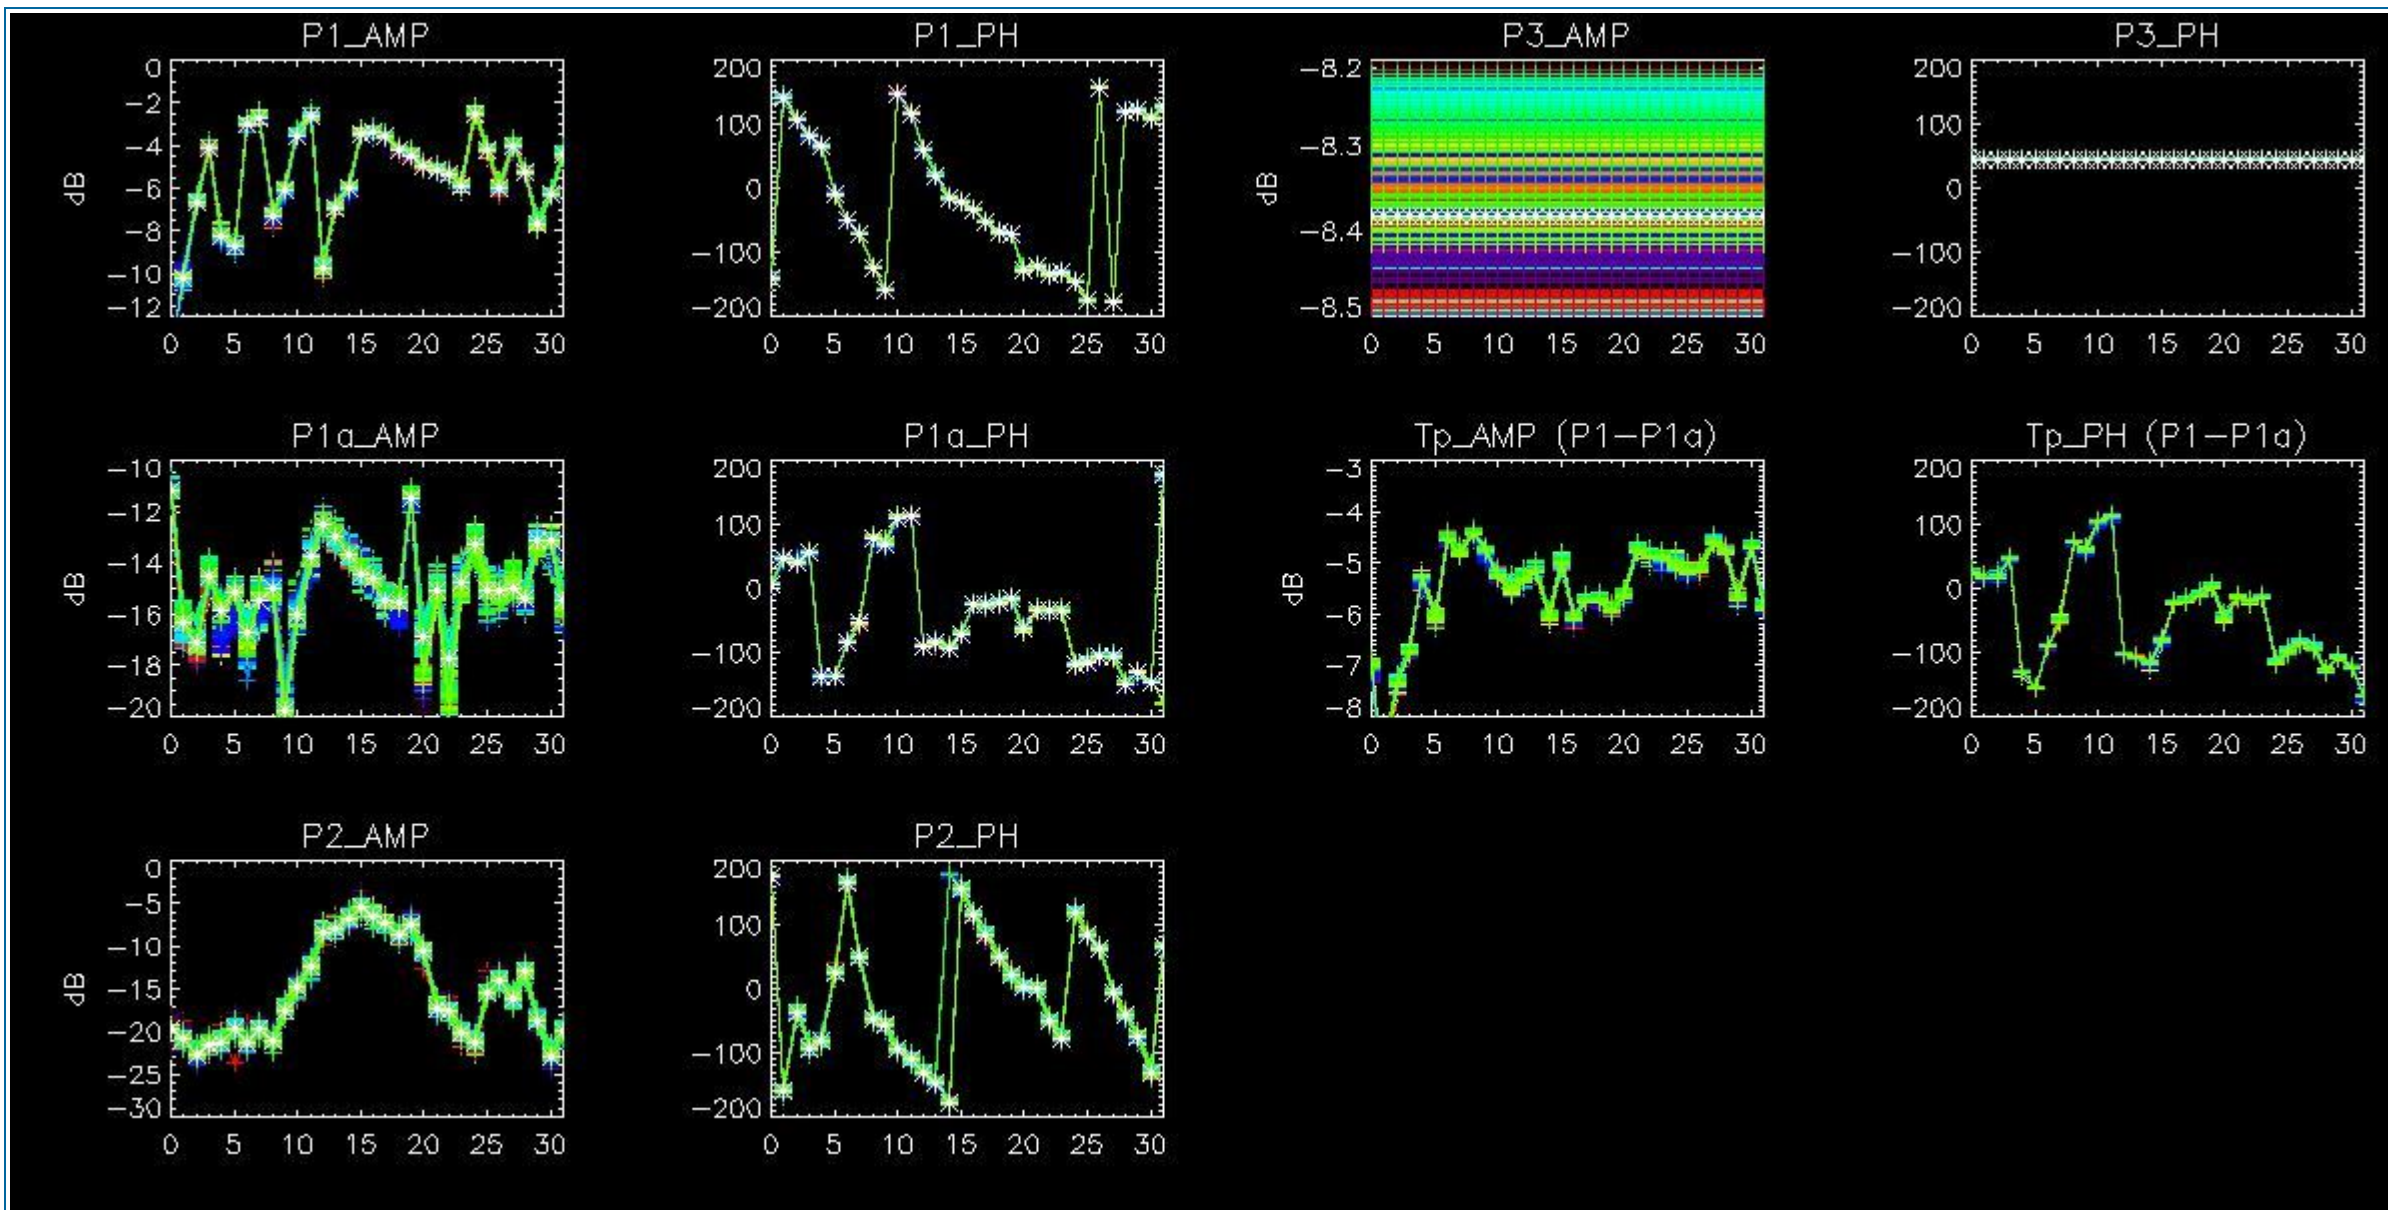 P1_AMP
0
−2
−4
−6
−8
−10
−12
dB
0 5 10 15 20 25 30
P1_PH
200
100
0
−100
−200
0 5 10 15 20 25 30
P3_AMP
−8.2
−8.3
−8.4
−8.5
dB
0 5 10 15 20 25 30
P3_PH
200
100
0
−100
−200
0 5 10 15 20 25 30
P1a_AMP
−10
−12
−14
−16
−18
−20
dB
0 5 10 15 20 25 30
P1a_PH
200
100
0
−100
−200
0 5 10 15 20 25 30
Tp_AMP (P1−P1a)
−3
−4
−5
−6
−7
−8
dB
0 5 10 15 20 25 30
Tp_PH (P1−P1a)
200
100
0
−100
−200
0 5 10 15 20 25 30
P2_AMP
0
−5
−10
−15
−20
−25
−30
dB
0 5 10 15 20 25 30
P2_PH
200
100
0
−100
−200
0 5 10 15 20 25 30